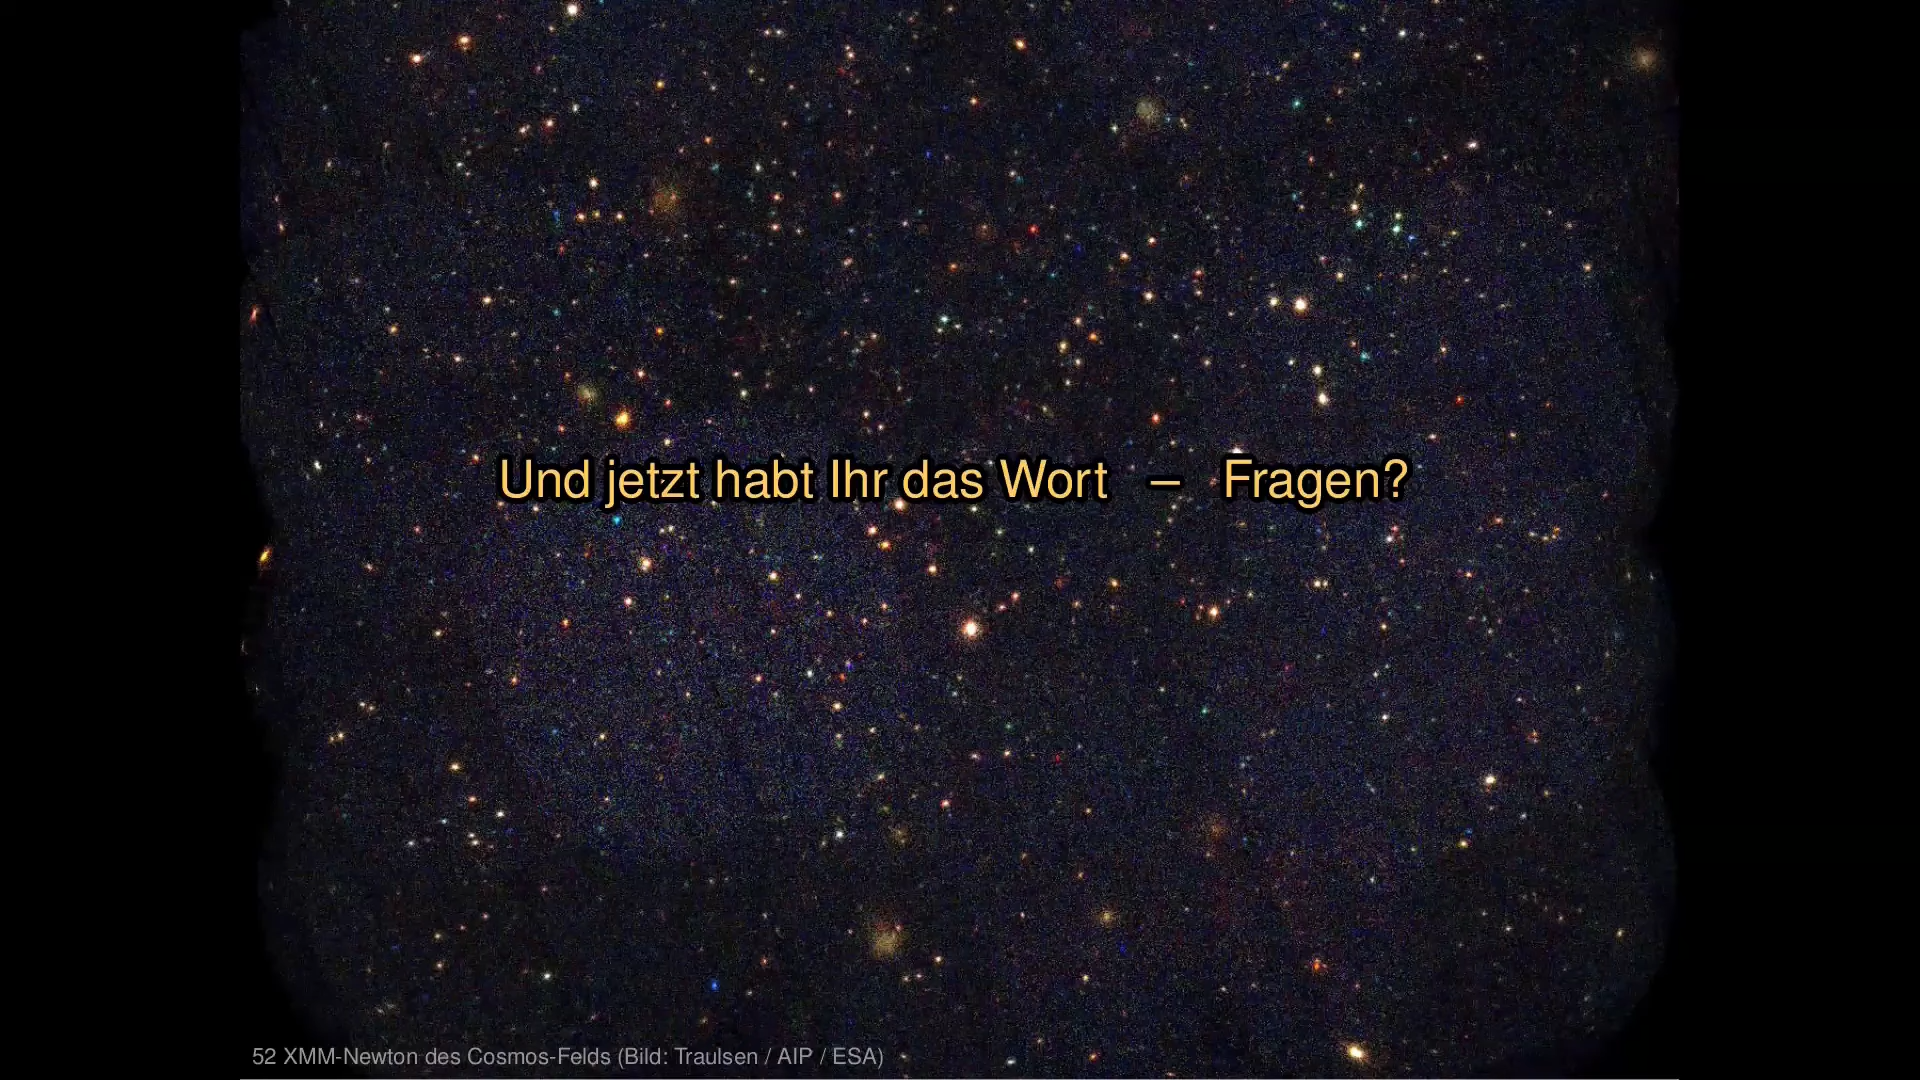 Und jetzt habt Ihr das Wort – Fragen?
52 XMM-Newton des Cosmos-Felds (Bild: Traulsen / AIP / ESA)